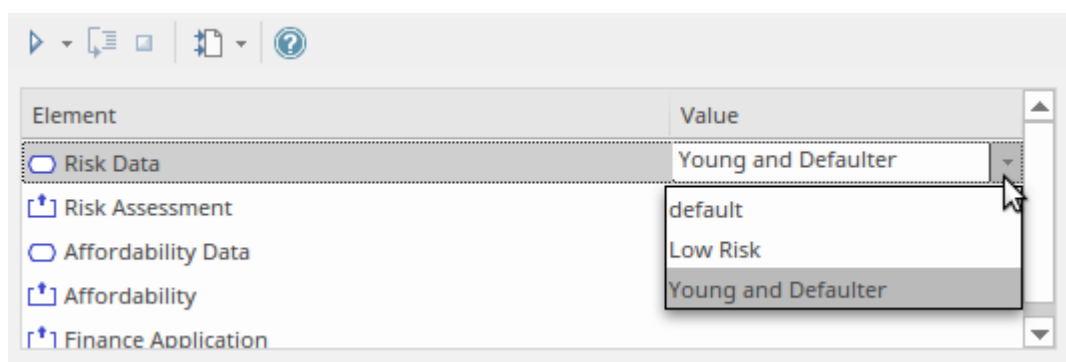 Element Value
Risk Data Young and Defaulter
Risk Assessment default
Affordability Data Low Risk
Affordability Young and Defaulter
Finance Application